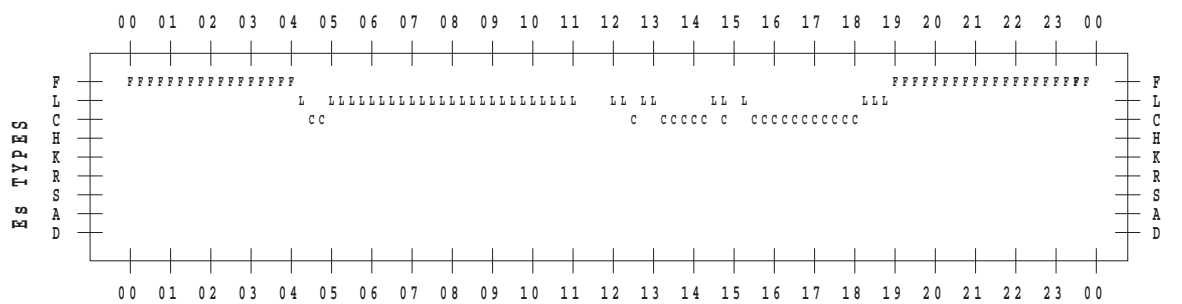 00 01 02 03 04 05 06 07 08 09 10 11 12 13 14 15 16 17 18 19 20 21 22 23 00
F FFFFFFFFFFFFFFFFF FFFFFFFFFFFFFFFFFFFF F
L L LLLLLLLLLLLLLLLLLLLLLLLLL LL LL LL L LLL L
C CC C CCCCC C CCCCCCCCCCC C
H H
K K
R R
S S
A A
D D
Es TYPES
00 01 02 03 04 05 06 07 08 09 10 11 12 13 14 15 16 17 18 19 20 21 22 23 00